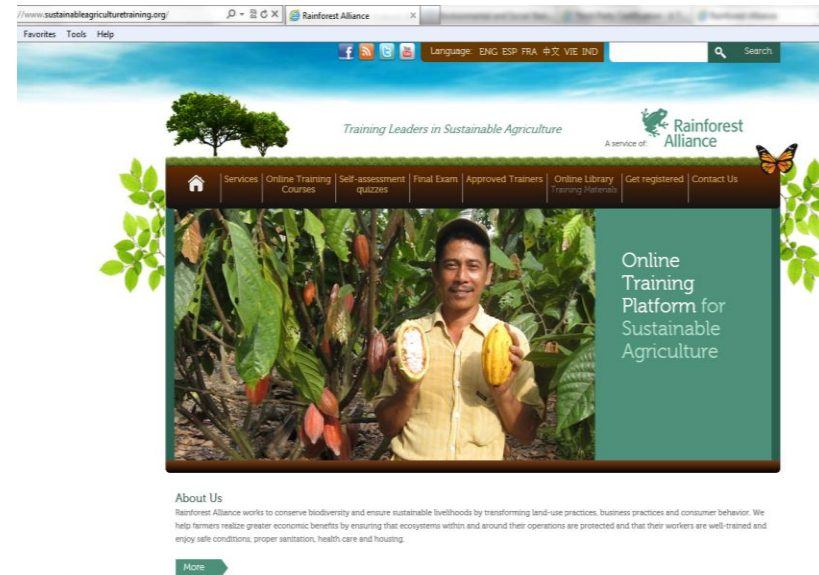 //www.sustainableagriculturetraining.org/
Rainforest Alliance
Favorites Tools Help
Language: ENG ESP FRA 中文 VIE IND
Search
Training Leaders in Sustainable Agriculture
A service of:
Rainforest
Alliance
Services
Online Training
Courses
Self-assessment
quizzes
Final Exam
Approved Trainers
Online Library
Training Materials
Get registered
Contact Us
Online
Training
Platform for
Sustainable
Agriculture
About Us
Rainforest Alliance works to conserve biodiversity and ensure sustainable livelihoods by transforming land-use practices, business practices and consumer behavior. We
help farmers realize greater economic benefits by ensuring that ecosystems within and around their operations are protected and that their workers are well-trained and
enjoy safe conditions, proper sanitation, health care and housing.
More